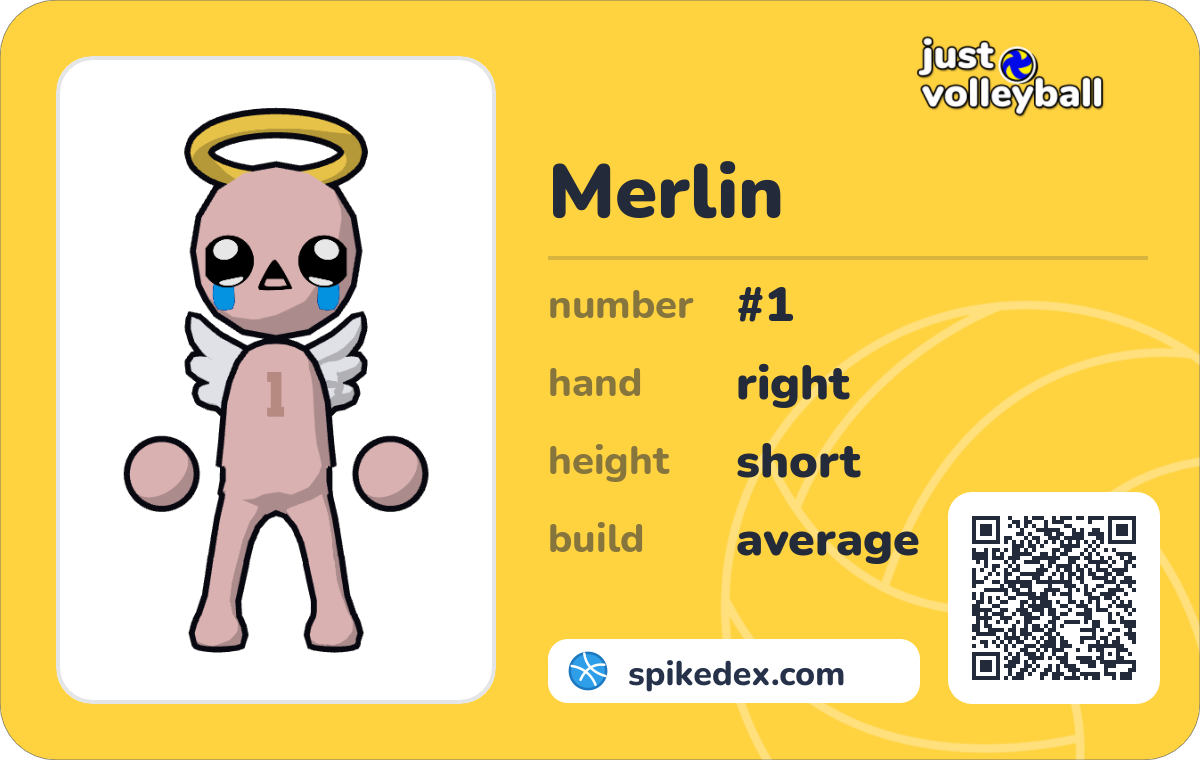 just
volleyball
Merlin
number #1
hand right
height short
build average
1
spikedex.com